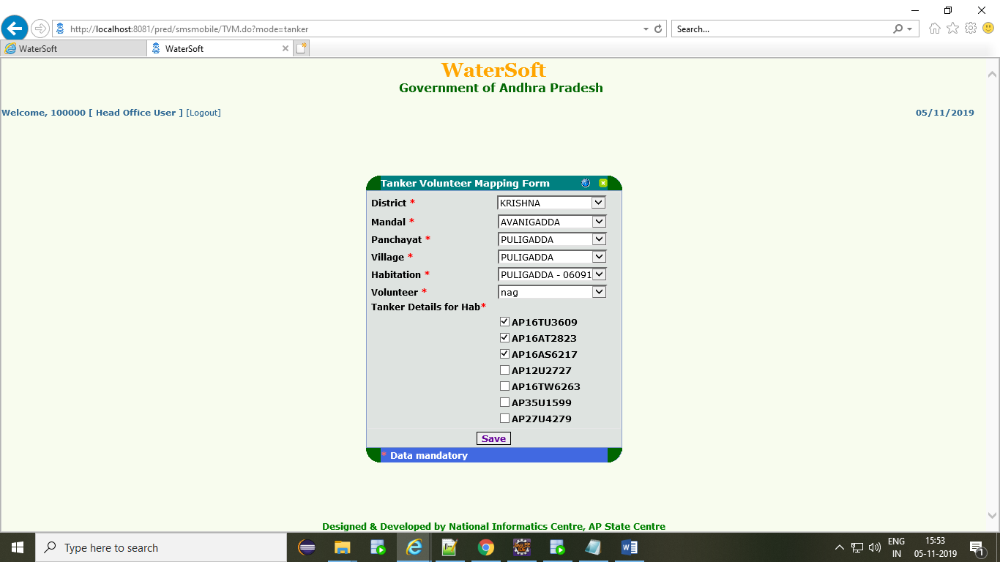 http://localhost:8081/pred/smsmobile/TVM.do?mode=tanker
Search...
WaterSoft
WaterSoft
WaterSoft
Government of Andhra Pradesh
Welcome, 100000 [ Head Office User ] [Logout]
05/11/2019
Tanker Volunteer Mapping Form
District * KRISHNA
Mandal * AVANIGADDA
Panchayat * PULIGADDA
Village * PULIGADDA
Habitation * PULIGADDA - 06091
Volunteer * nag
Tanker Details for Hab*
AP16TU3609
AP16AT2823
AP16AS6217
AP12U2727
AP16TW6263
AP35U1599
AP27U4279
Save
* Data mandatory
Designed & Developed by National Informatics Centre, AP State Centre
Type here to search
ENG
IN
15:53
05-11-2019
1